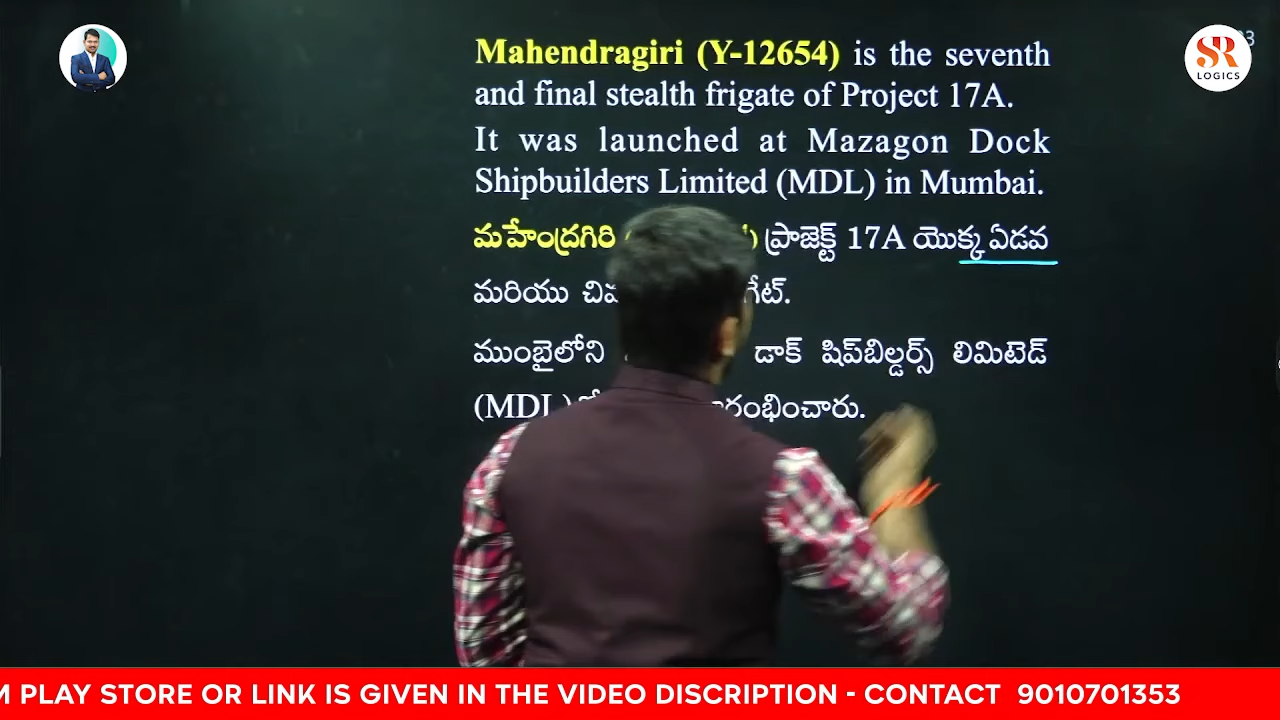 Mahendragiri (Y-12654) is the seventh
and final stealth frigate of Project 17A.
It was launched at Mazagon Dock
Shipbuilders Limited (MDL) in Mumbai.
మహేంద్రగిరి ప్రాజెక్ట్ 17A యొక్క ఏడవ
మరియు
ముంబైలోని డాక్ షిప్‌బిల్డర్స్ లిమిటెడ్
(MDL)
SR
LOGICS
M PLAY STORE OR LINK IS GIVEN IN THE VIDEO DISCRIPTION - CONTACT 9010701353